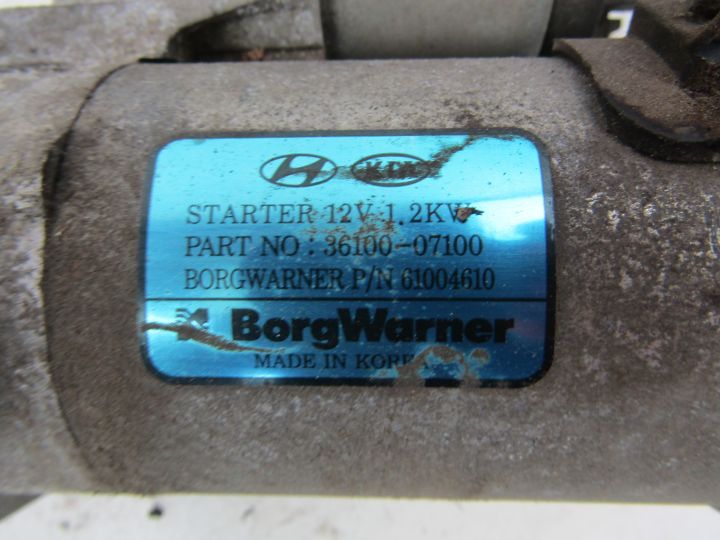 KIA
STARTER 12V 1.2KW
PART NO : 36100-07100
BORGWARNER P/N 61004610
BorgWarner
MADE IN KOREA